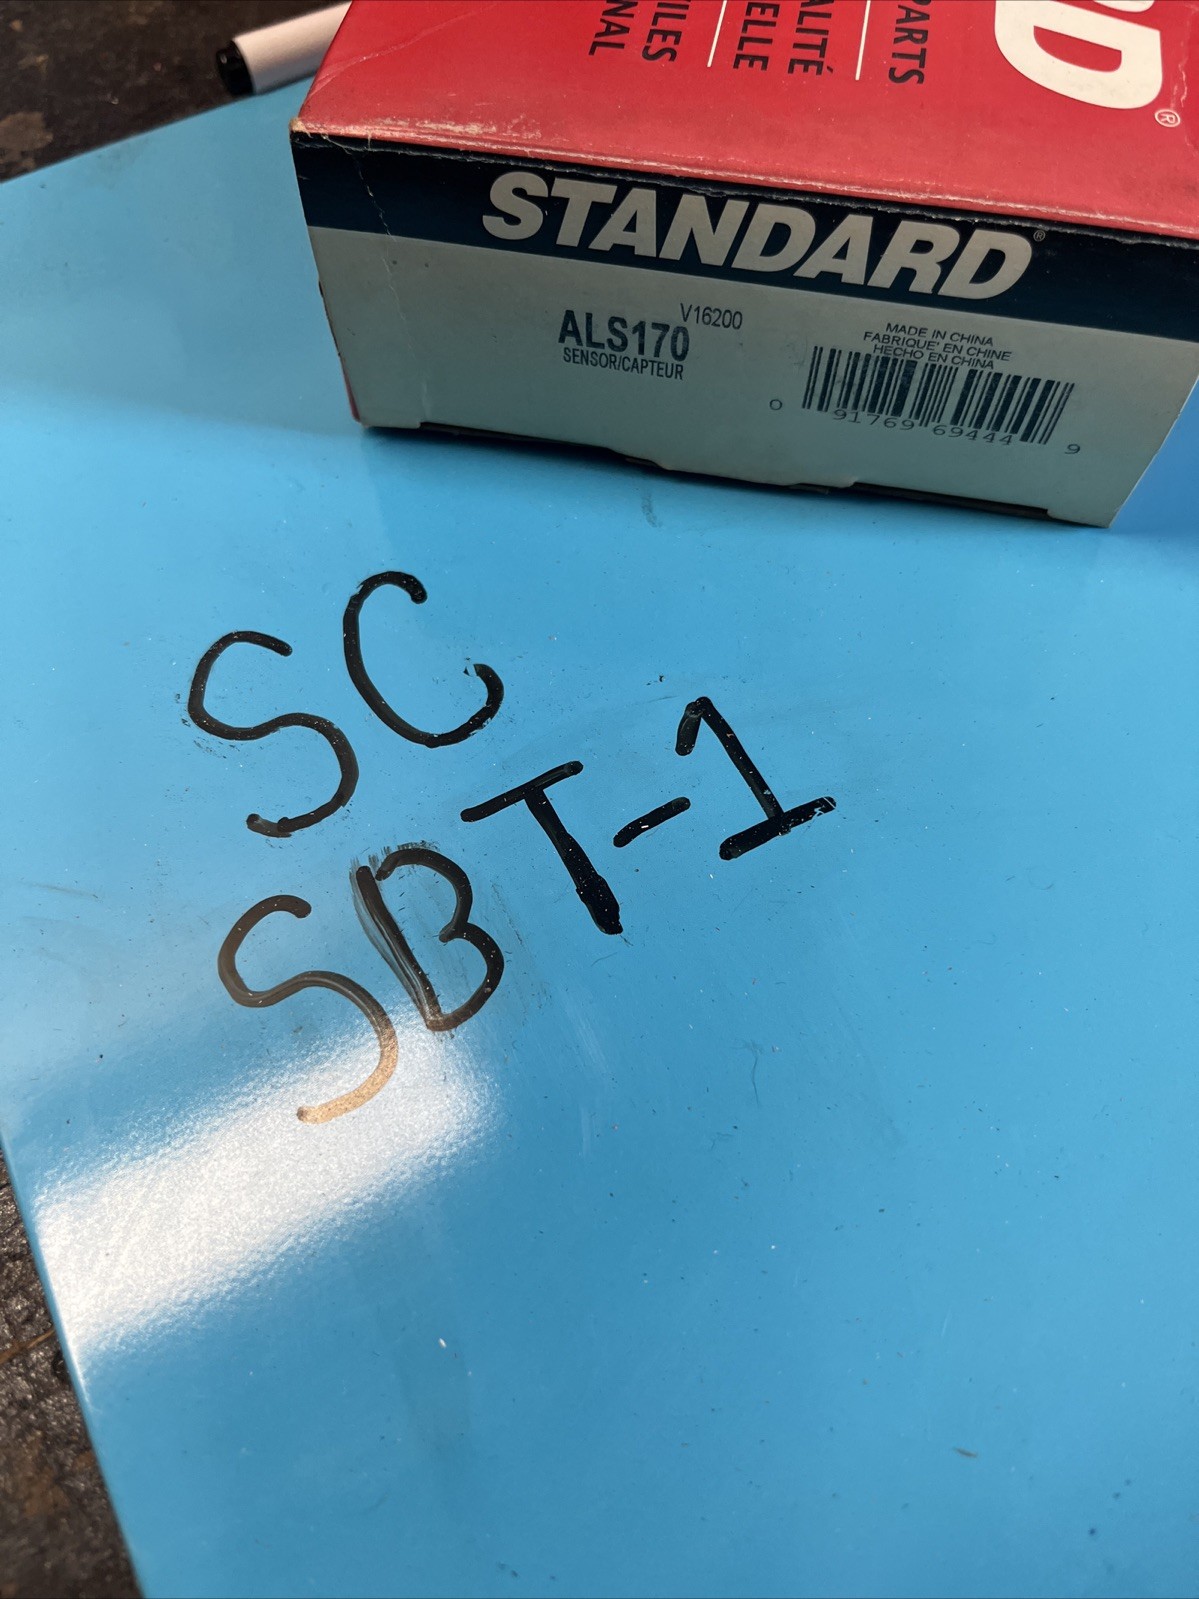 PARTS
ALITÉ
ELLE
ILES
NAL
D®
STANDARD®
V16200
ALS170
SENSOR/CAPTEUR
MADE IN CHINA
FABRIQUE' EN CHINE
HECHO EN CHINA
0 91769 69444 9
SC
SBT-1